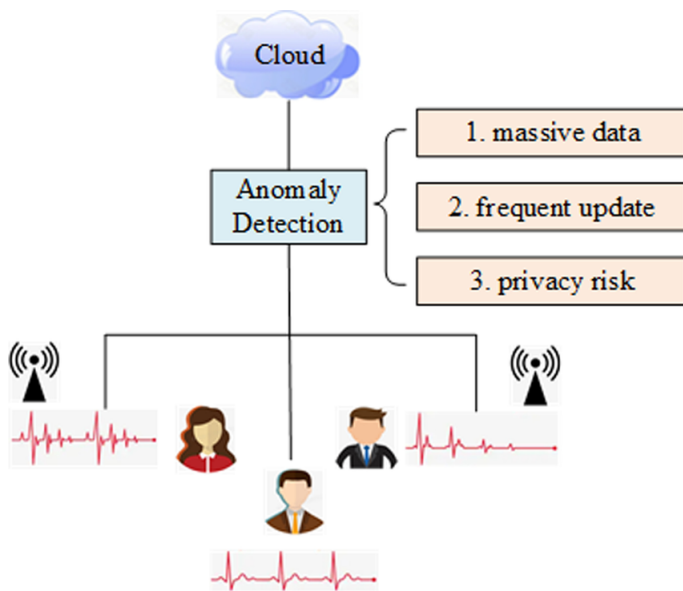 Cloud
Anomaly
Detection
1. massive data
2. frequent update
3. privacy risk